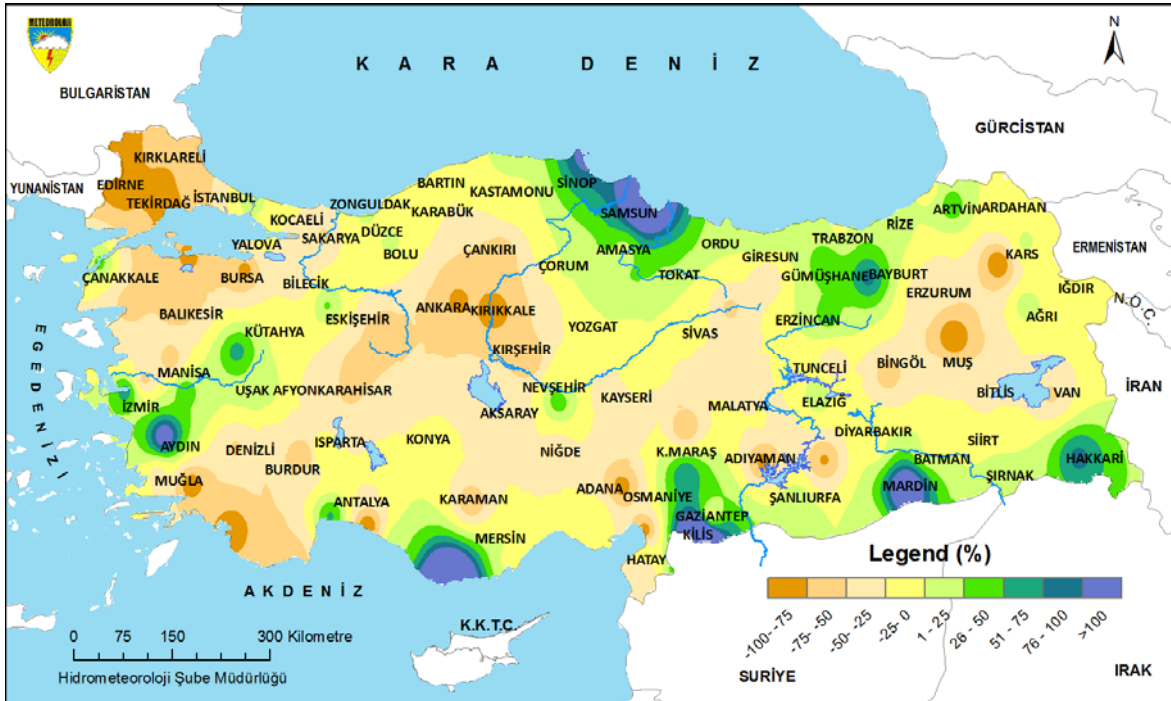 METEOROLOJİ
K A R A D E N İ Z
N
BULGARİSTAN
GÜRCİSTAN
KIRKLARELİ
YUNANİSTAN
EDİRNE
TEKİRDAĞ
İSTANBUL
BARTIN
KASTAMONU
SİNOP
ZONGULDAK
KARABÜK
SAMSUN
ARTVİN
ARDAHAN
KOCAELİ
SAKARYA
DÜZCE
RİZE
YALOVA
BOLU
ÇANKIRI
AMASYA
ORDU
TRABZON
GİRESUN
KARS
ERMENİSTAN
ÇANAKKALE
BURSA
BİLECİK
ÇORUM
TOKAT
GÜMÜŞHANE
BAYBURT
ERZURUM
IĞDIR
N.Ö.C.
BALIKESİR
ESKİŞEHİR
ANKARA
KIRIKKALE
YOZGAT
SİVAS
ERZİNCAN
AĞRI
KÜTAHYA
KIRŞEHİR
TUNCELİ
BİNGÖL
MUŞ
İRAN
MANİSA
UŞAK
AFYONKARAHİSAR
NEVŞEHİR
KAYSERİ
ELAZIĞ
BİTLİS
VAN
İZMİR
AKSARAY
MALATYA
EGE DENİZİ
AYDIN
DENİZLİ
ISPARTA
KONYA
NİĞDE
K.MARAŞ
ADIYAMAN
DİYARBAKIR
SİİRT
BATMAN
HAKKARİ
MUĞLA
BURDUR
ANTALYA
KARAMAN
ADANA
OSMANİYE
ŞANLIURFA
MARDİN
ŞIRNAK
GAZİANTEP
KİLİS
MERSİN
HATAY
Legend (%)
-100--75
-75--50
-50--25
-25- 0
1 - 25
26 - 50
51 - 75
76 - 100
>100
A K D E N İ Z
K.K.T.C.
0 75 150 300 Kilometre
Hidrometeoroloji Şube Müdürlüğü
SURİYE
IRAK